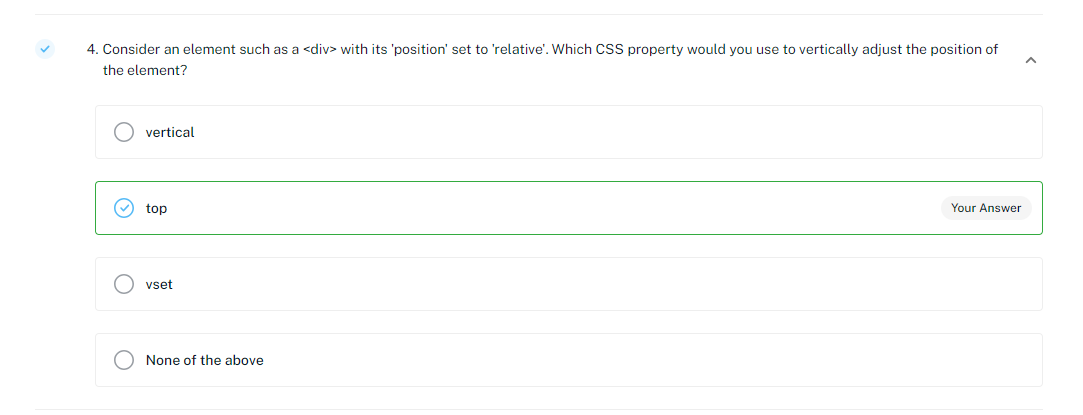 4. Consider an element such as a <div> with its 'position' set to 'relative'. Which CSS property would you use to vertically adjust the position of
the element?
vertical
top
Your Answer
vset
None of the above